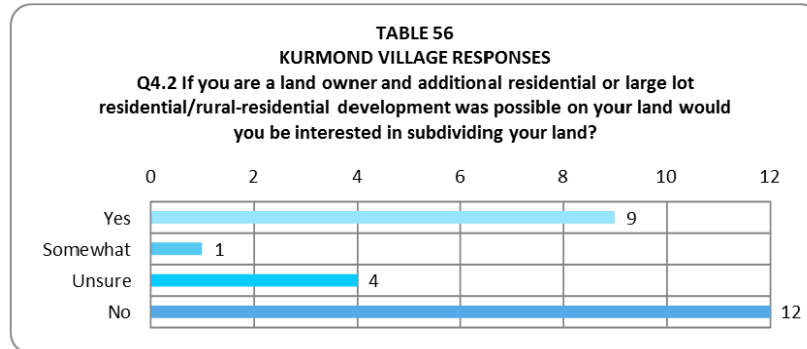 TABLE 56
KURMOND VILLAGE RESPONSES
Q4.2 If you are a land owner and additional residential or large lot
residential/rural-residential development was possible on your land would
you be interested in subdividing your land?
0 2 4 6 8 10 12
Yes 9
Somewhat 1
Unsure 4
No 12